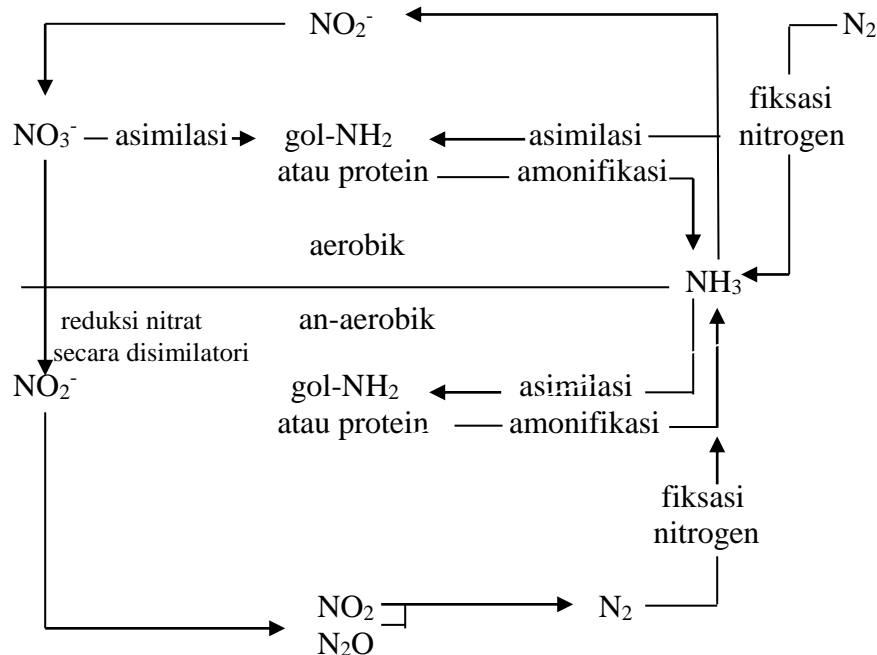 NO₂⁻ N₂
fiksasi
nitrogen
NO₃⁻ asimilasi gol-NH₂ asimilasi
atau protein amonifikasi
aerobik
NH₃
reduksi nitrat an-aerobik
secara disimilatori
NO₂⁻ gol-NH₂ asimilasi
atau protein amonifikasi
fiksasi
nitrogen
NO₂ N₂
N₂O